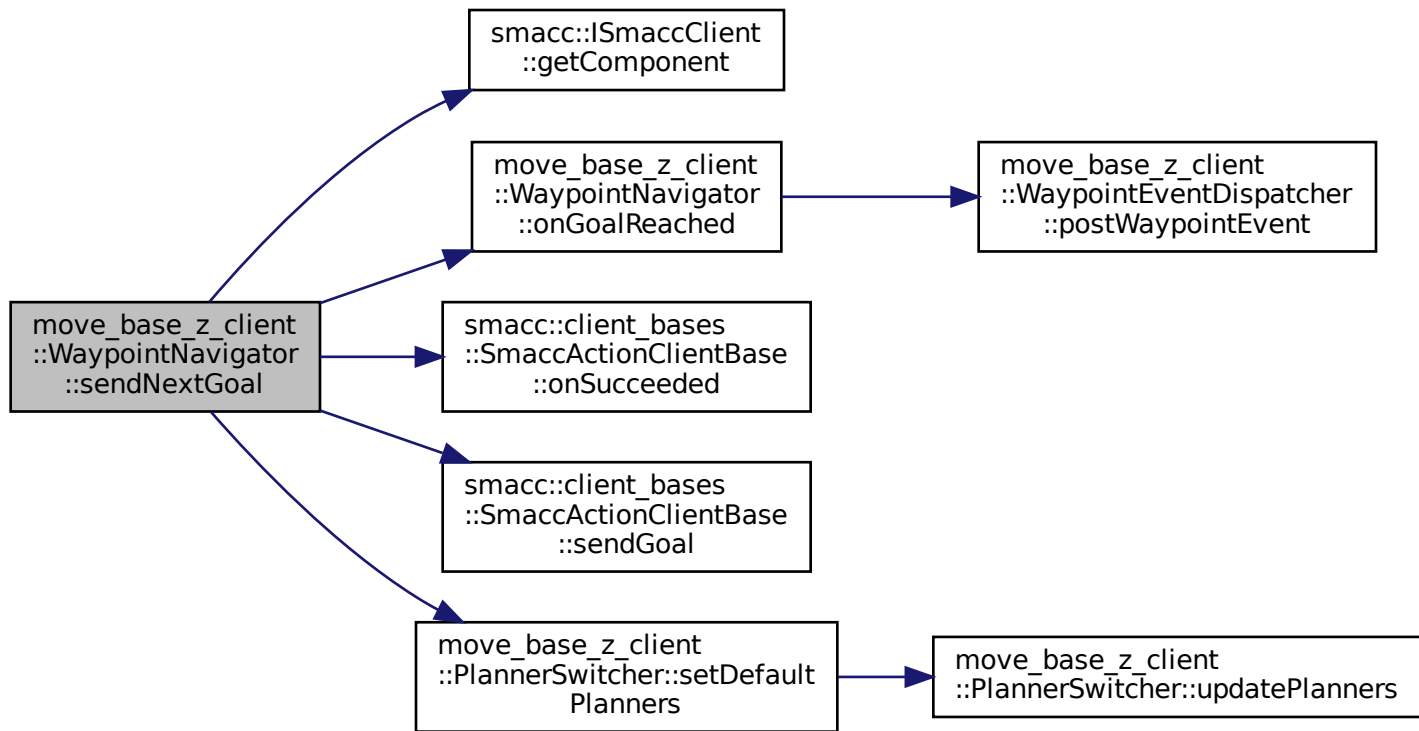 smacc::ISmaccClient
::getComponent
move_base_z_client
::WaypointNavigator
::onGoalReached
move_base_z_client
::WaypointEventDispatcher
::postWaypointEvent
move_base_z_client
::WaypointNavigator
::sendNextGoal
smacc::client_bases
::SmaccActionClientBase
::onSucceeded
smacc::client_bases
::SmaccActionClientBase
::sendGoal
move_base_z_client
::PlannerSwitcher::setDefault
Planners
move_base_z_client
::PlannerSwitcher::updatePlanners